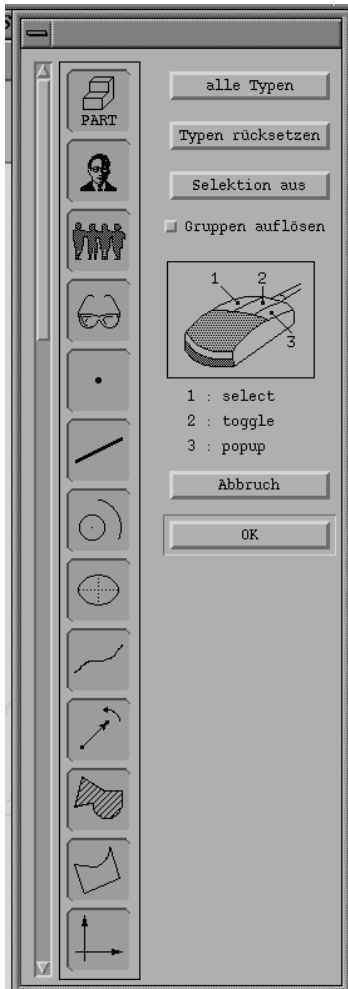 PART
alle Typen
Typen rücksetzen
Selektion aus
Gruppen auflösen
1 2
3
1 : select
2 : toggle
3 : popup
Abbruch
OK